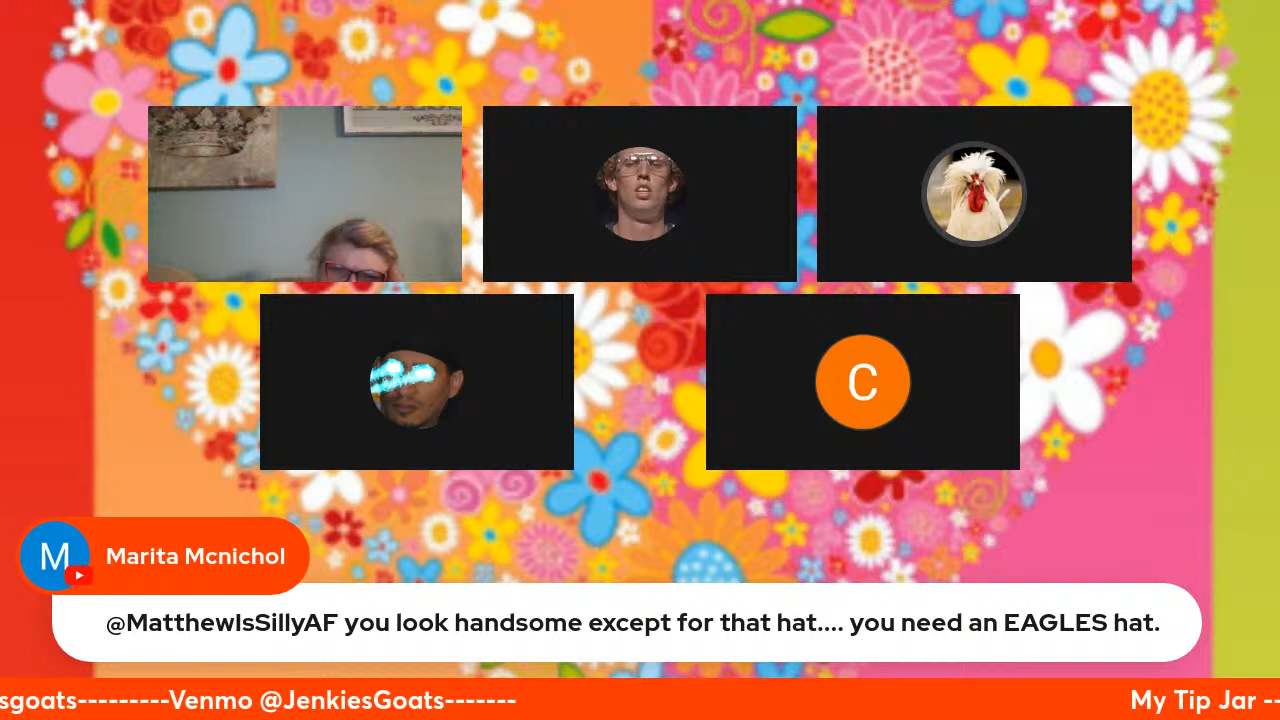 C
M
Marita Mcnichol
@MatthewIsSillyAF you look handsome except for that hat.... you need an EAGLES hat.
sgoats---------Venmo @JenkiesGoats------- My Tip Jar --